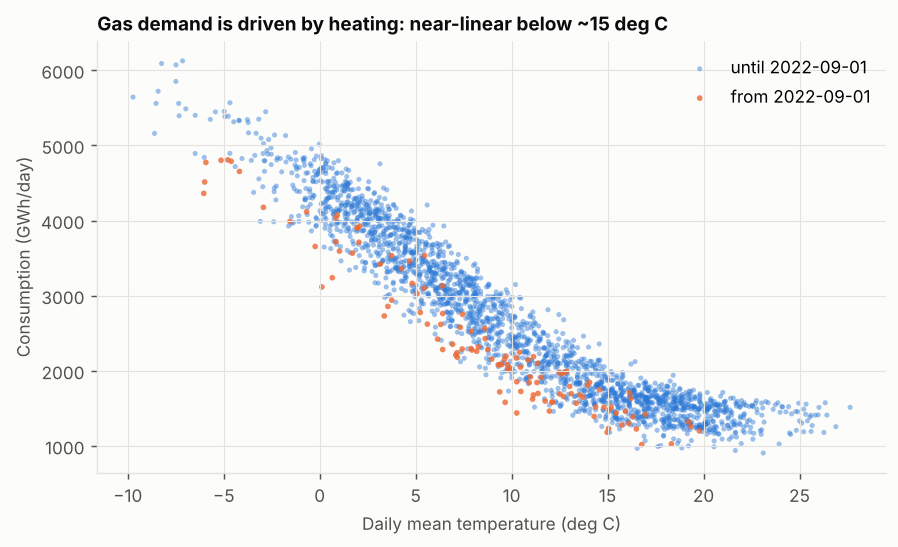 Gas demand is driven by heating: near-linear below ~15 deg C
until 2022-09-01
from 2022-09-01
Consumption (GWh/day)
6000
5000
4000
3000
2000
1000
−10
−5
0
5
10
15
20
25
Daily mean temperature (deg C)